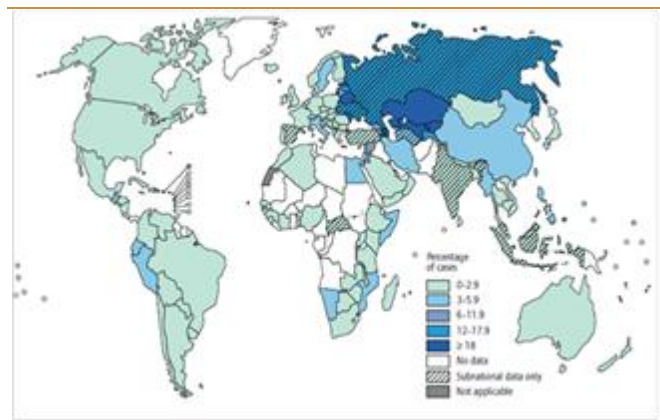 Percentage
of cases
0–2.9
3–5.9
6–11.9
12–17.9
≥ 18
No data
Subnational data only
Not applicable